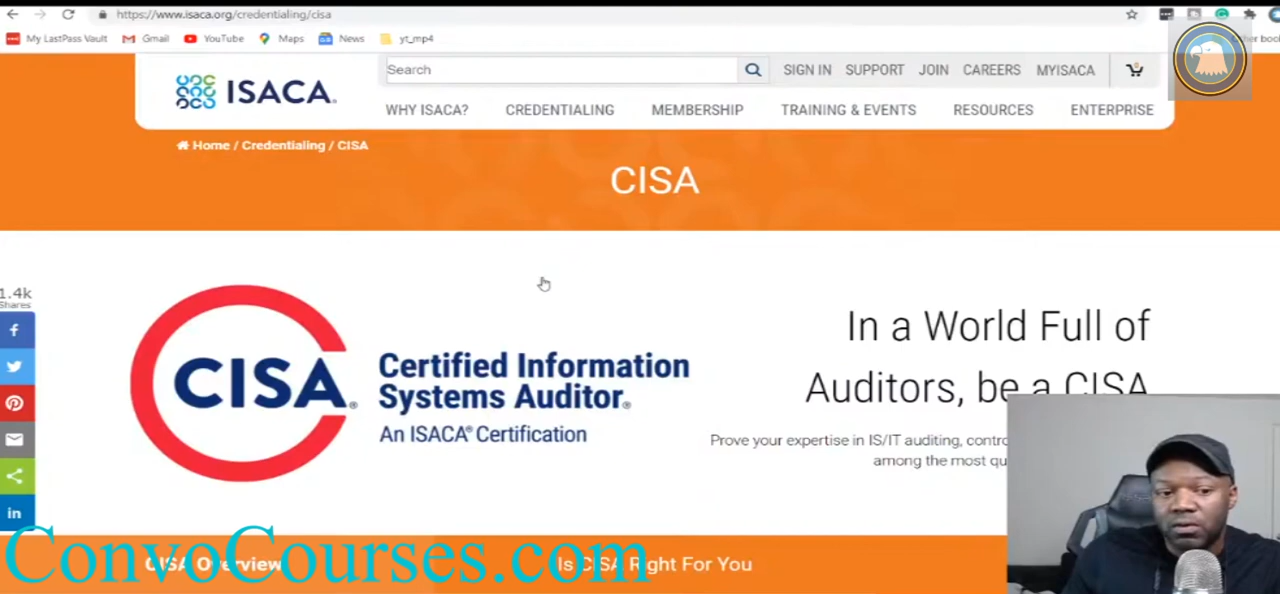 https://www.isaca.org/credentialing/cisa
My LastPass Vault Gmail YouTube Maps News yt_mp4
ISACA.
Search
SIGN IN SUPPORT JOIN CAREERS MYISACA
WHY ISACA? CREDENTIALING MEMBERSHIP TRAINING & EVENTS RESOURCES ENTERPRISE
Home / Credentialing / CISA
CISA
1.4k
Shares
CISA®
Certified Information
Systems Auditor®
An ISACA® Certification
In a World Full of
Auditors, be a CISA
Prove your expertise in IS/IT auditing,
among the most
CISA Overview
Is CISA Right For You
ConvoCourses.com